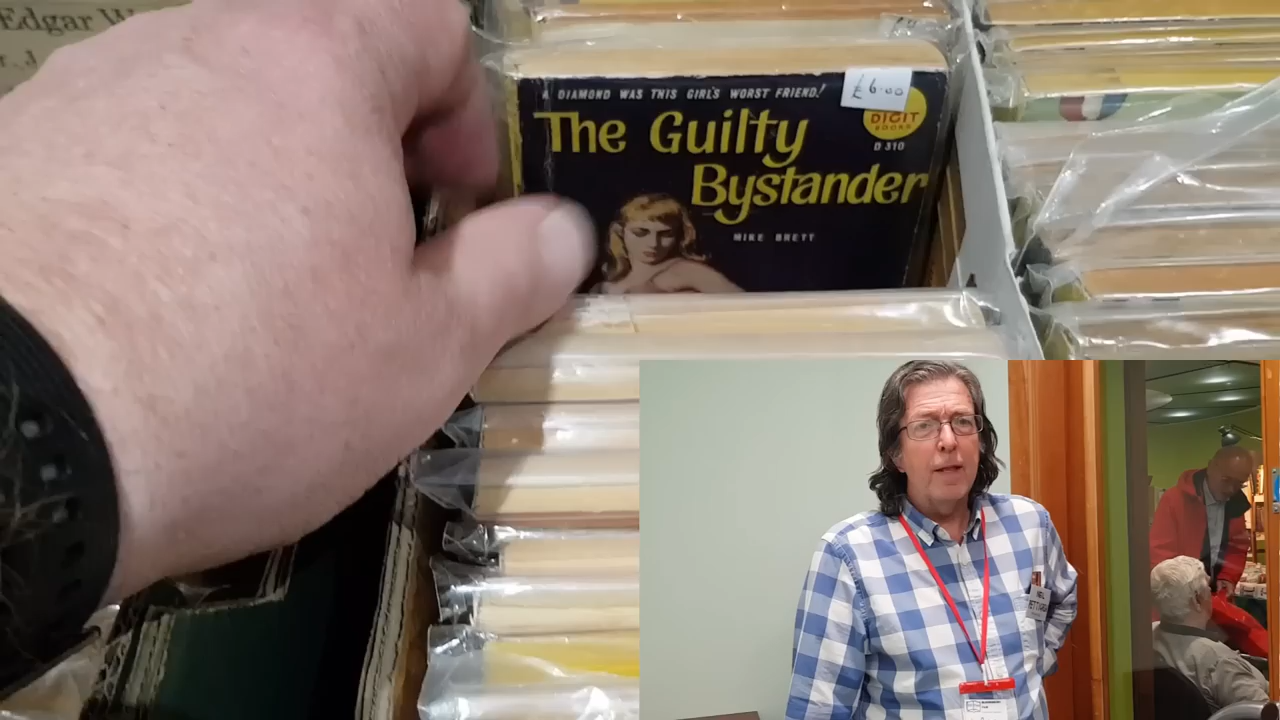 Edgar
A DIAMOND WAS THIS GIRL'S WORST FRIEND!
£6.00
The Guilty
Bystander
DIGIT
BOOKS
D 310
MIKE BRETT